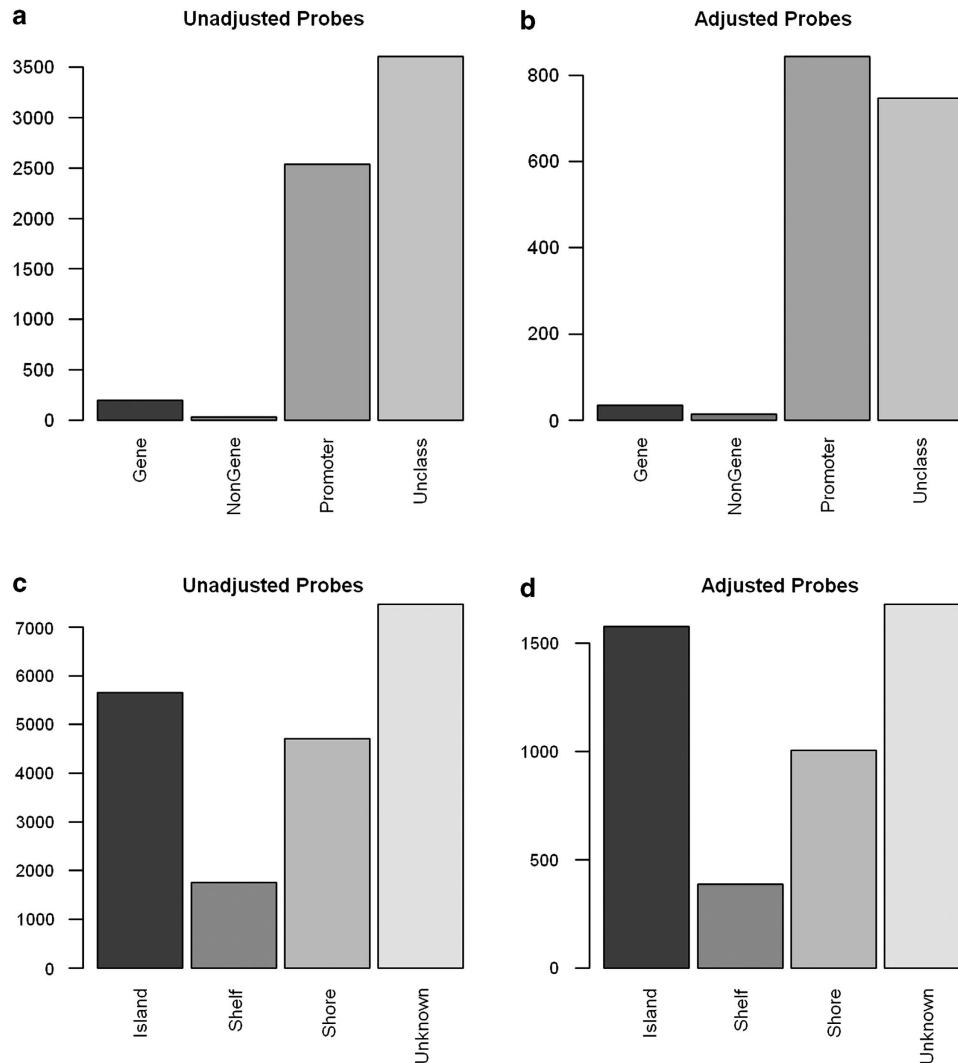 a
Unadjusted Probes
3500
3000
2500
2000
1500
1000
500
0
Gene
NonGene
Promoter
Unclass
b
Adjusted Probes
800
600
400
200
0
Gene
NonGene
Promoter
Unclass
c
Unadjusted Probes
7000
6000
5000
4000
3000
2000
1000
0
Island
Shelf
Shore
Unknown
d
Adjusted Probes
1500
1000
500
0
Island
Shelf
Shore
Unknown